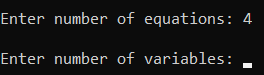 Enter number of equations: 4
Enter number of variables: